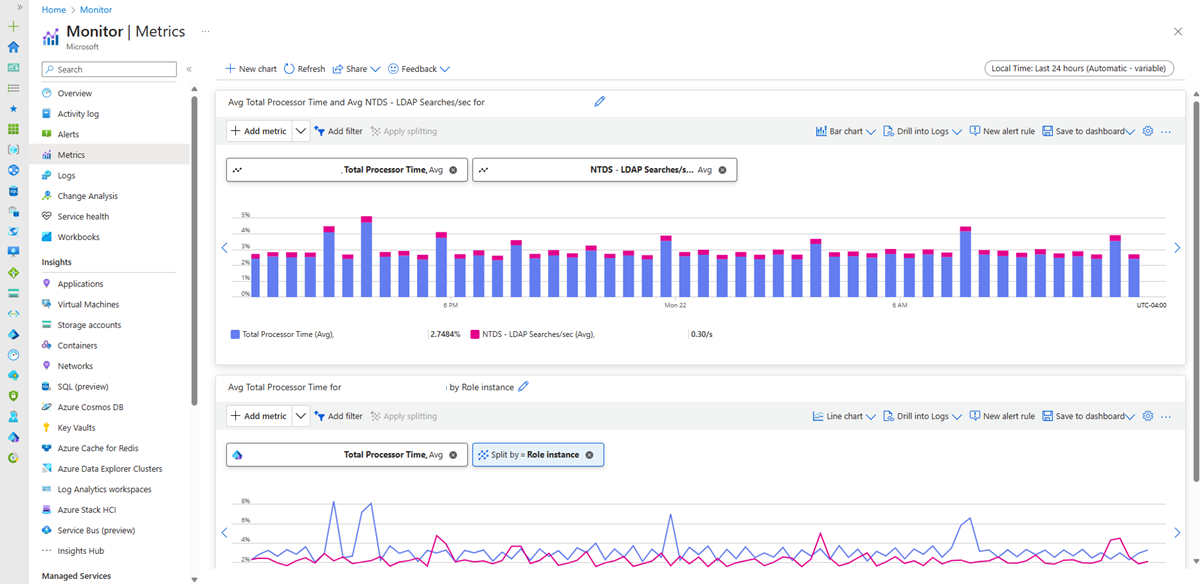 Home > Monitor
Monitor | Metrics ...
Microsoft
Search
Overview
Activity log
Alerts
Metrics
Logs
Change Analysis
Service health
Workbooks
Insights
Applications
Virtual Machines
Storage accounts
Containers
Networks
SQL (preview)
Azure Cosmos DB
Key Vaults
Azure Cache for Redis
Azure Data Explorer Clusters
Log Analytics workspaces
Azure Stack HCI
Service Bus (preview)
Insights Hub
Managed Services
New chart Refresh Share Feedback Local Time: Last 24 hours (Automatic - variable)
Avg Total Processor Time and Avg NTDS - LDAP Searches/sec for
Add metric Add filter Apply splitting Bar chart Drill into Logs New alert rule Save to dashboard ...
, Total Processor Time, Avg NTDS - LDAP Searches/s... Avg
5%
4%
3%
2%
1%
0%
6 PM Mon 22 6 AM UTC-04:00
Total Processor Time (Avg), 2.7484% NTDS - LDAP Searches/sec (Avg), 0.30/s
Avg Total Processor Time for by Role instance
Add metric Add filter Apply splitting Line chart Drill into Logs New alert rule Save to dashboard ...
Total Processor Time, Avg Split by = Role instance
8%
6%
4%
2%